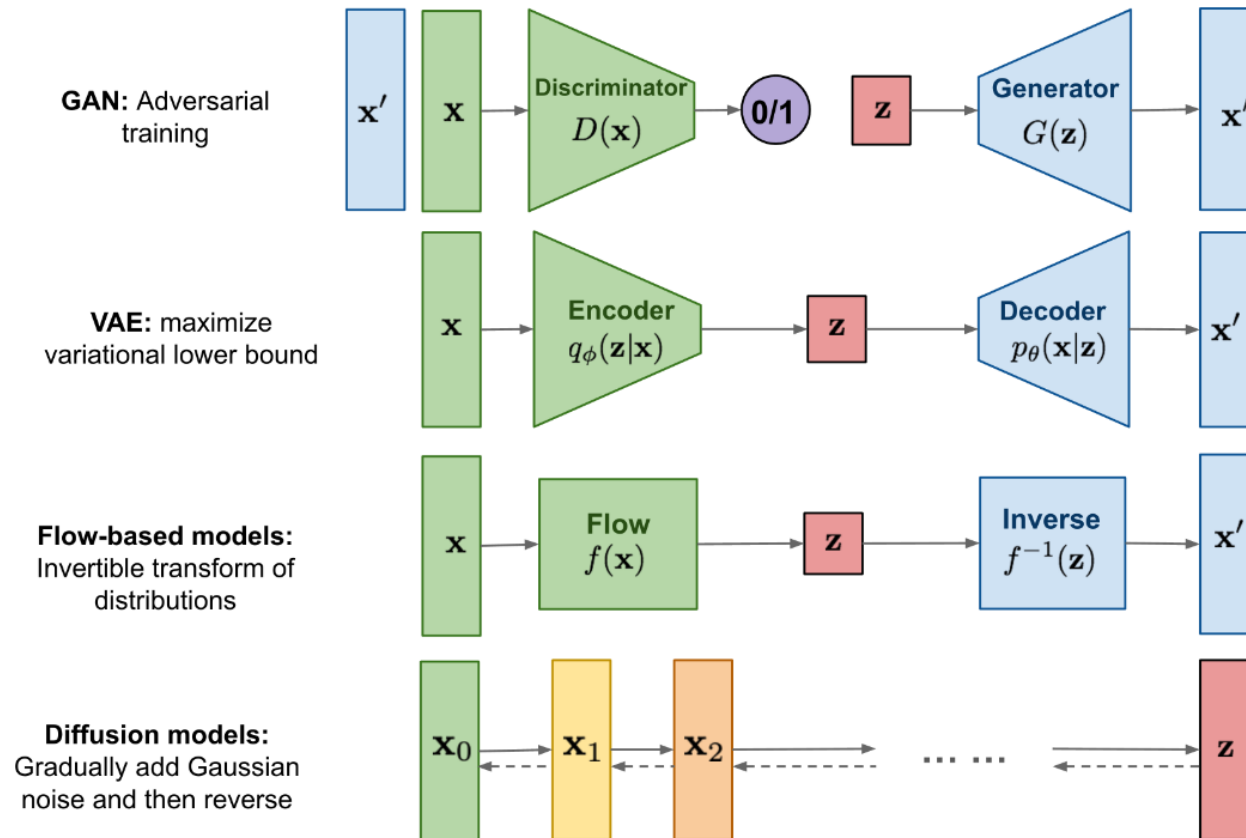 GAN: Adversarial
training
x′
x
Discriminator
D(x)
0/1
z
Generator
G(z)
x′
VAE: maximize
variational lower bound
x
Encoder
qϕ(z|x)
z
Decoder
pθ(x|z)
x′
Flow-based models:
Invertible transform of
distributions
x
Flow
f(x)
z
Inverse
f⁻¹(z)
x′
Diffusion models:
Gradually add Gaussian
noise and then reverse
x₀
x₁
x₂
... ...
z